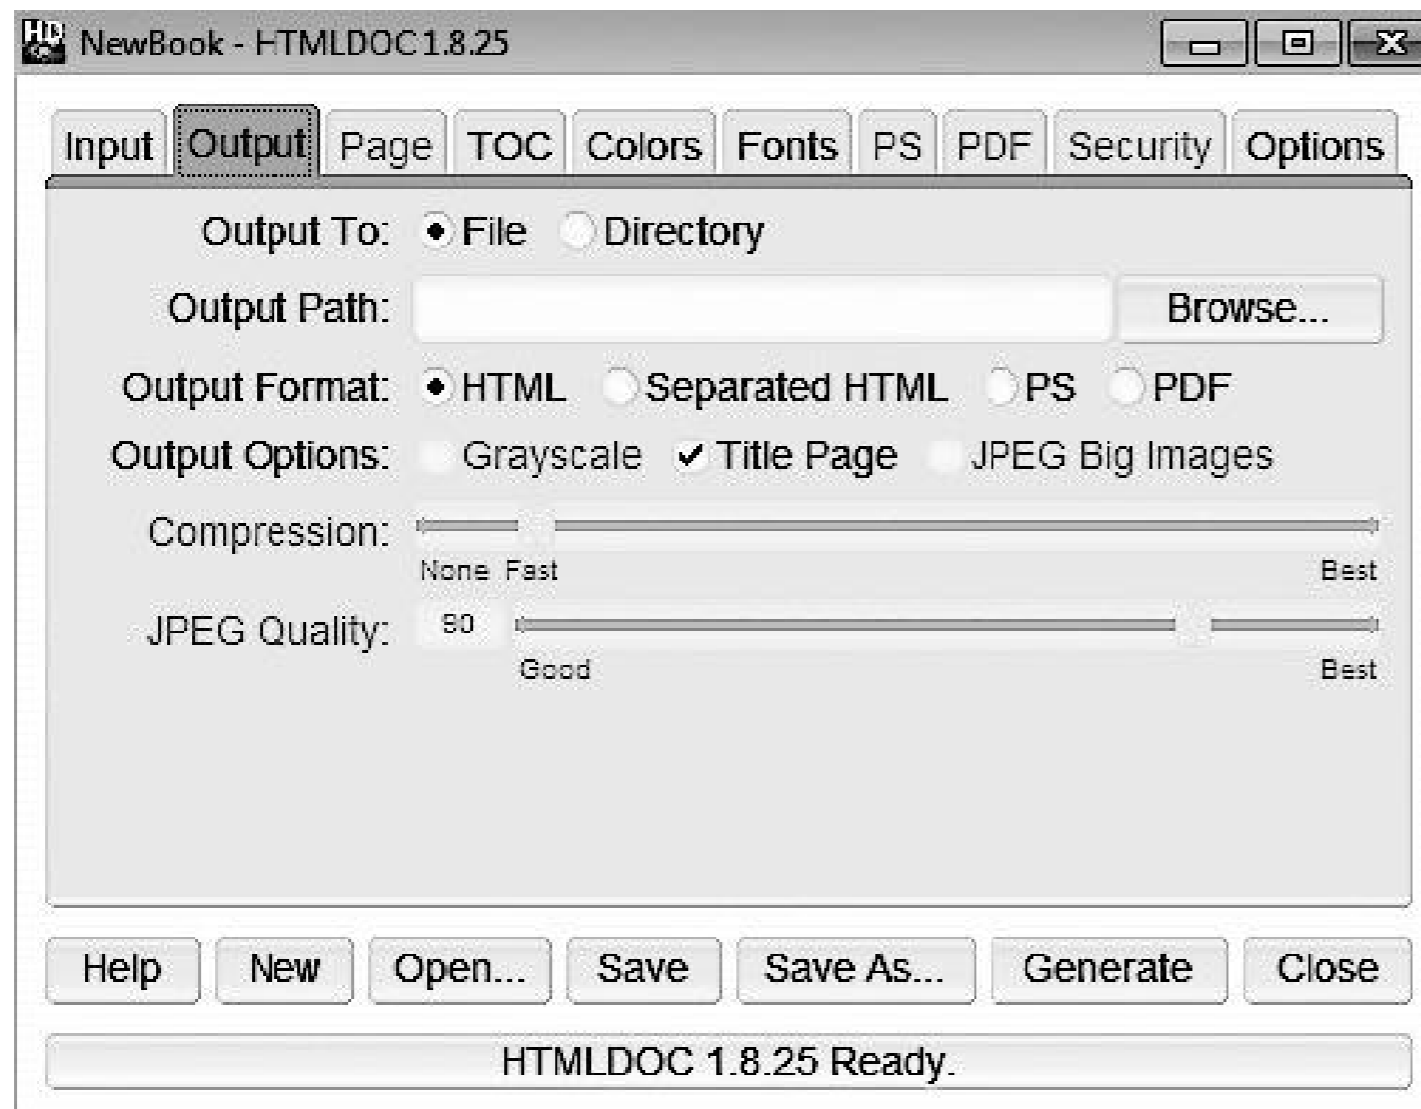 NewBook - HTMLDOC 1.8.25
Input Output Page TOC Colors Fonts PS PDF Security Options
Output To: File Directory
Output Path: Browse...
Output Format: HTML Separated HTML PS PDF
Output Options: Grayscale Title Page JPEG Big Images
Compression:
None Fast Best
JPEG Quality: 90
Good Best
Help New Open... Save Save As... Generate Close
HTMLDOC 1.8.25 Ready.